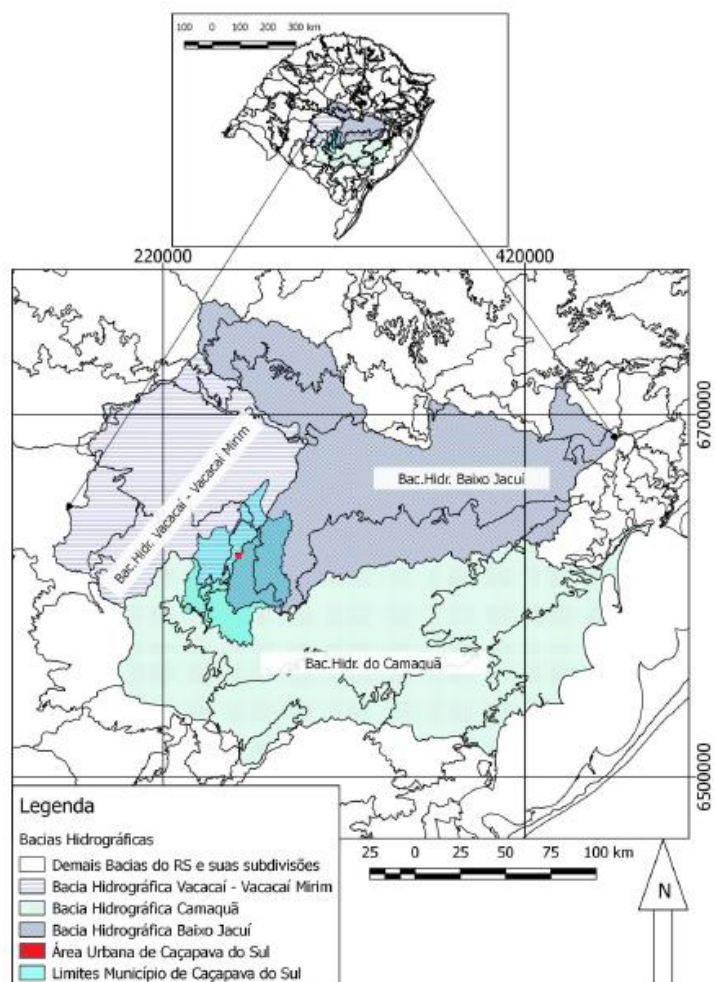 100 0 100 200 300 km
220000 420000
6700000
Bac.Hidr. Vacacaí - Vacacaí Mirim
Bac.Hidr. Baixo Jacuí
Bac.Hidr. do Camaquã
6500000
Legenda
Bacias Hidrográficas
Demais Bacias do RS e suas subdivisões
Bacia Hidrográfica Vacacaí - Vacacaí Mirim
Bacia Hidrográfica Camaquã
Bacia Hidrográfica Baixo Jacuí
Área Urbana de Caçapava do Sul
Limites Município de Caçapava do Sul
25 0 25 50 75 100 km
N